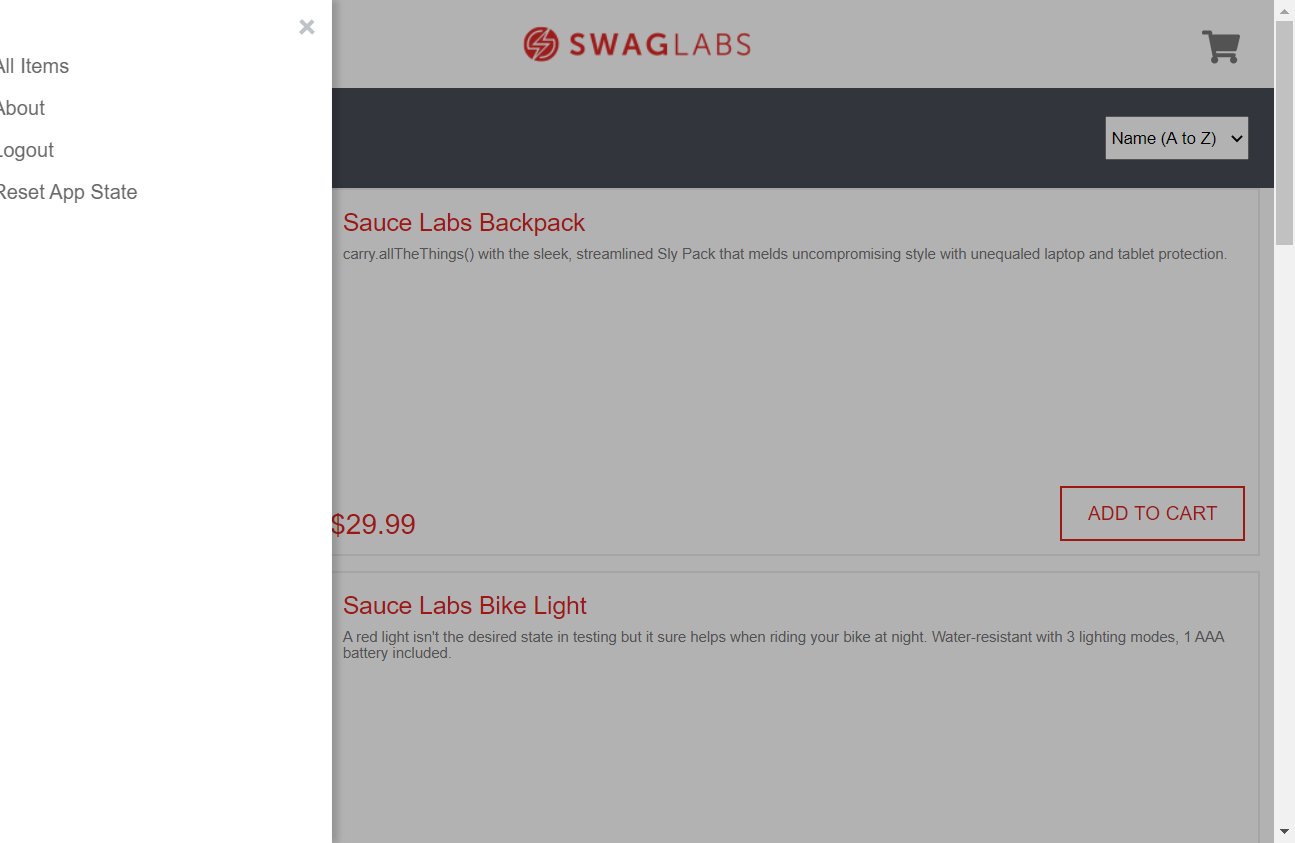 SWAGLABS
All Items
About
Logout
Reset App State
Name (A to Z)
Sauce Labs Backpack
carry.allTheThings() with the sleek, streamlined Sly Pack that melds uncompromising style with unequaled laptop and tablet protection.
$29.99
ADD TO CART
Sauce Labs Bike Light
A red light isn't the desired state in testing but it sure helps when riding your bike at night. Water-resistant with 3 lighting modes, 1 AAA
battery included.